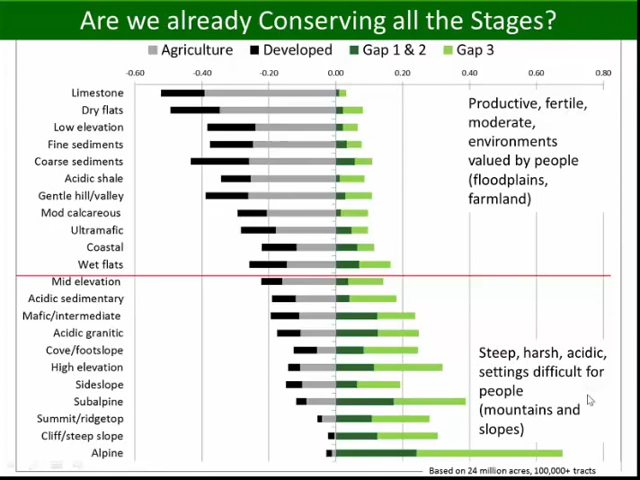 Are we already Conserving all the Stages?
Agriculture Developed Gap 1 & 2 Gap 3
-0.60 -0.40 -0.20 0.00 0.20 0.40 0.60 0.80
Limestone
Dry flats
Low elevation
Fine sediments
Coarse sediments
Acidic shale
Gentle hill/valley
Mod calcareous
Ultramafic
Coastal
Wet flats
Mid elevation
Acidic sedimentary
Mafic/intermediate
Acidic granitic
Cove/footslope
High elevation
Sideslope
Subalpine
Summit/ridgetop
Cliff/steep slope
Alpine
Productive, fertile,
moderate,
environments
valued by people
(floodplains,
farmland)
Steep, harsh, acidic,
settings difficult for
people
(mountains and
slopes)
Based on 24 million acres, 100,000+ tracts